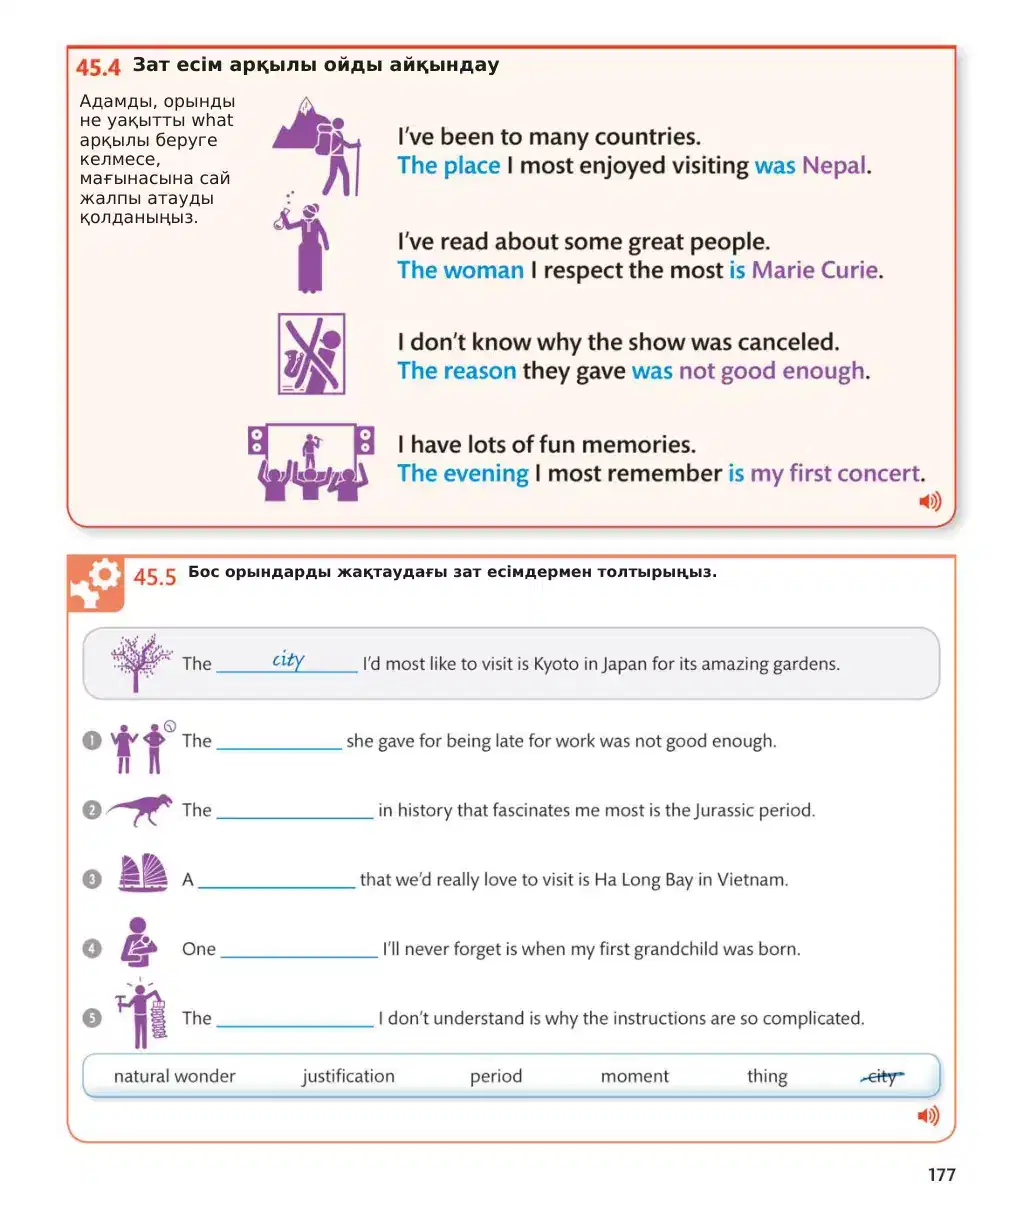 45.4 Зат есім арқылы ойды айқындау
Адамды, орынды
не уақытты what
арқылы беруге
келмесе,
мағынасына сай
жалпы атауды
қолданыңыз.
I've been to many countries.
The place I most enjoyed visiting was Nepal.
I've read about some great people.
The woman I respect the most is Marie Curie.
I don't know why the show was canceled.
The reason they gave was not good enough.
I have lots of fun memories.
The evening I most remember is my first concert.
45.5 Бос орындарды жақтаудағы зат есімдермен толтырыңыз.
The city I'd most like to visit is Kyoto in Japan for its amazing gardens.
1 The ____________ she gave for being late for work was not good enough.
2 The ____________ in history that fascinates me most is the Jurassic period.
3 A ____________ that we'd really love to visit is Ha Long Bay in Vietnam.
4 One ____________ I'll never forget is when my first grandchild was born.
5 The ____________ I don't understand is why the instructions are so complicated.
natural wonder justification period moment thing city
177